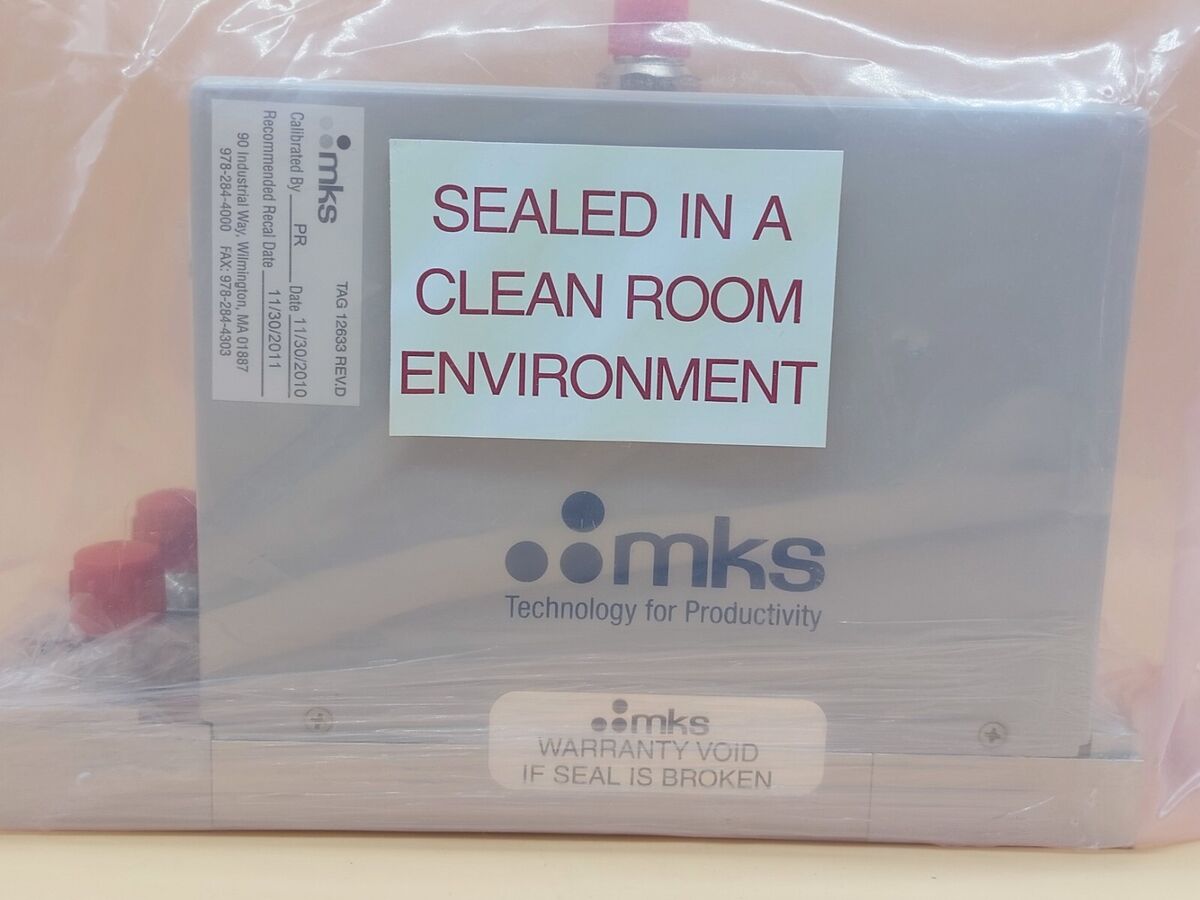 mks
TAG 12633 REV.D
Calibrated By PR Date 11/30/2010
Recommended Recal Date 11/30/2011
90 Industrial Way, Wilmington, MA 01887
978-284-4000 FAX: 978-284-4303
SEALED IN A
CLEAN ROOM
ENVIRONMENT
mks
Technology for Productivity
mks
WARRANTY VOID
IF SEAL IS BROKEN